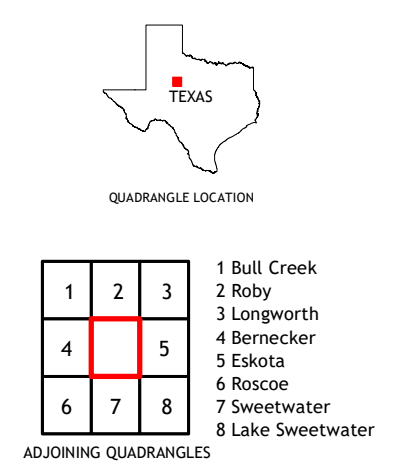 TEXAS
QUADRANGLE LOCATION
1 2 3
4 5
6 7 8
1 Bull Creek
2 Roby
3 Longworth
4 Bernecker
5 Eskota
6 Roscoe
7 Sweetwater
8 Lake Sweetwater
ADJOINING QUADRANGLES